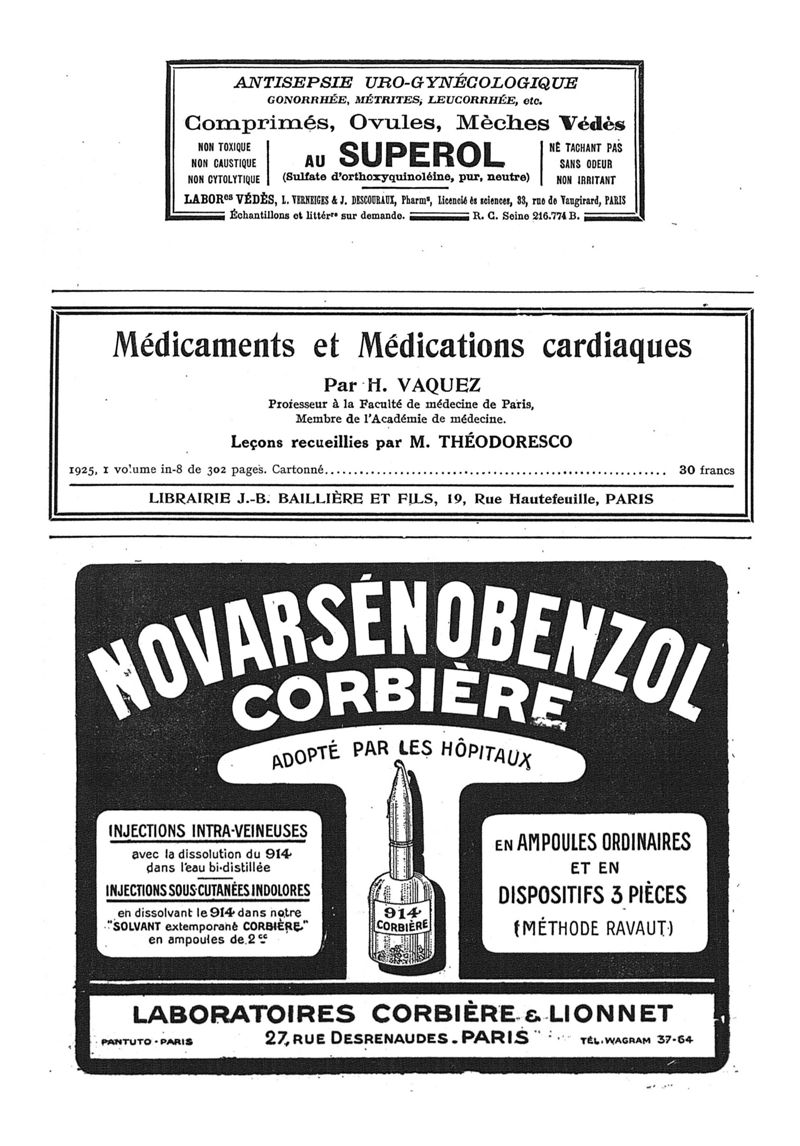 ANTISEPSIE URO-GYNÉCOLOGIQUE
GONORRHÉE, MÉTRITES, LEUCORRHÉE, etc.
Comprimés, Ovules, Mèches Védès
NON TOXIQUE
NON CAUSTIQUE
NON CYTOLYTIQUE
AU SUPEROL
(Sulfate d'orthoxyquinoléine, pur, neutre)
NE TACHANT PAS
SANS ODEUR
NON IRRITANT
LABORes VÉDÈS, L. VERNEIGES & J. DESCOURAUX, Pharmˢ, Licencié ès sciences, 33, rue de Vaugirard, PARIS
Échantillons et littérʳᵉ sur demande. R. C. Seine 216.774 B.
Médicaments et Médications cardiaques
Par H. VAQUEZ
Professeur à la Faculté de médecine de Paris,
Membre de l'Académie de médecine.
Leçons recueillies par M. THÉODORESCO
1925, 1 volume in-8 de 302 pages. Cartonné.......... 30 francs
LIBRAIRIE J.-B. BAILLIÈRE ET FILS, 19, Rue Hautefeuille, PARIS
NOVARSÉNOBENZOL
CORBIÈRE
ADOPTÉ PAR LES HÔPITAUX
INJECTIONS INTRA-VEINEUSES
avec la dissolution du 914
dans l'eau bi-distillée
INJECTIONS SOUS-CUTANÉES INDOLORES
en dissolvant le 914 dans notre
"SOLVANT extemporané CORBIÈRE"
en ampoules de 2 cc
914
CORBIÈRE
EN AMPOULES ORDINAIRES
ET EN
DISPOSITIFS 3 PIÈCES
(MÉTHODE RAVAUT)
LABORATOIRES CORBIÈRE & LIONNET
PANTUTO - PARIS 27, RUE DESRENAUDES - PARIS TÉL. WAGRAM 37-64